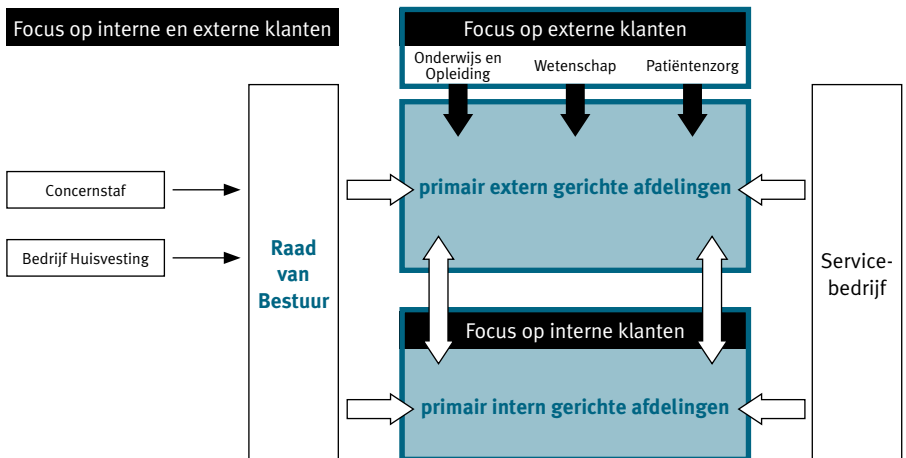 Focus op interne en externe klanten
Focus op externe klanten
Onderwijs en
Opleiding
Wetenschap
Patiëntenzorg
Concernstaf
Bedrijf Huisvesting
Raad
van
Bestuur
primair extern gerichte afdelingen
Focus op interne klanten
primair intern gerichte afdelingen
Service-
bedrijf